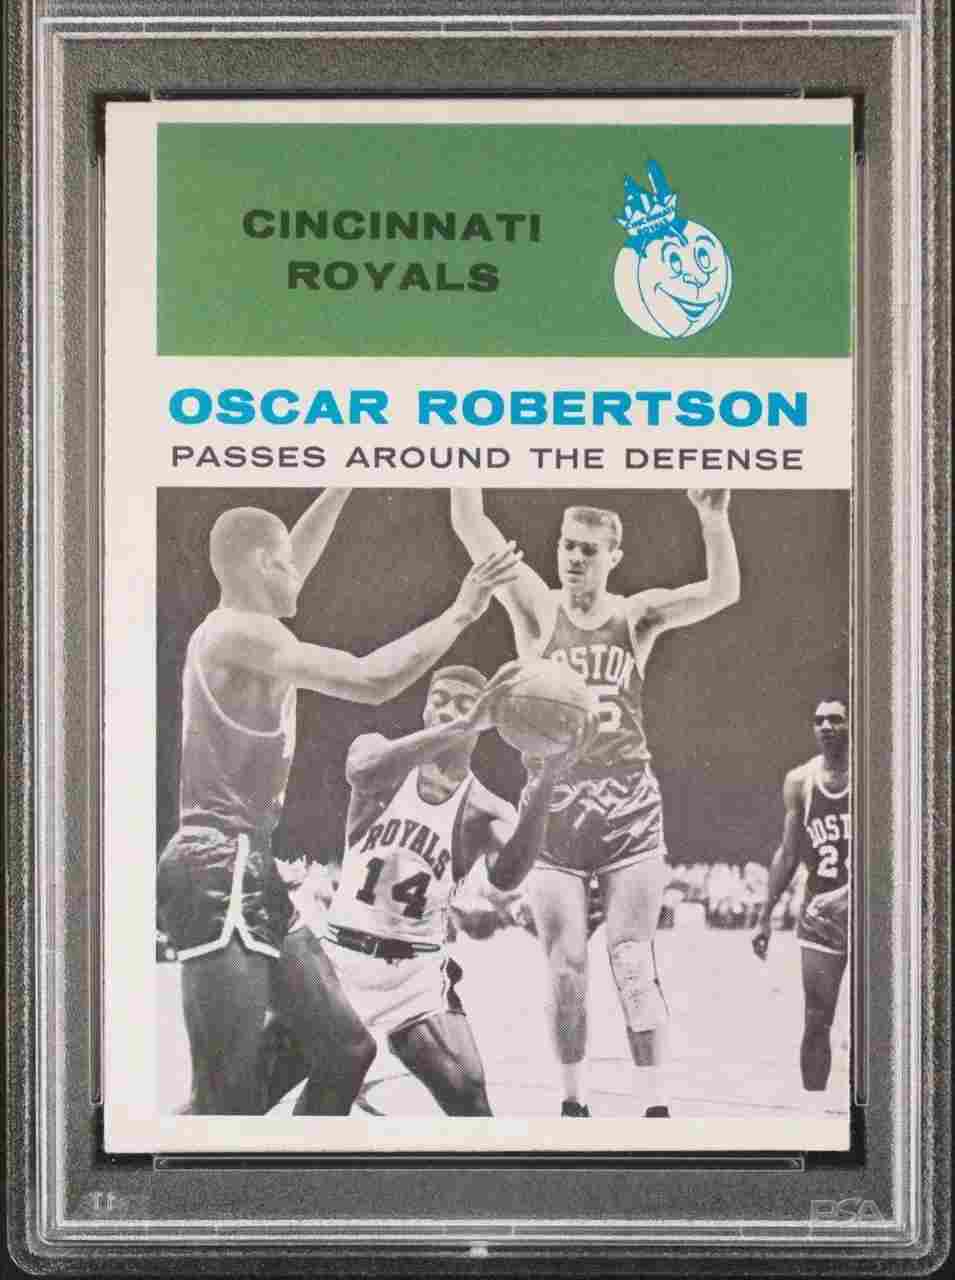 CINCINNATI
ROYALS
OSCAR ROBERTSON
PASSES AROUND THE DEFENSE
ROYALS
14
PSA